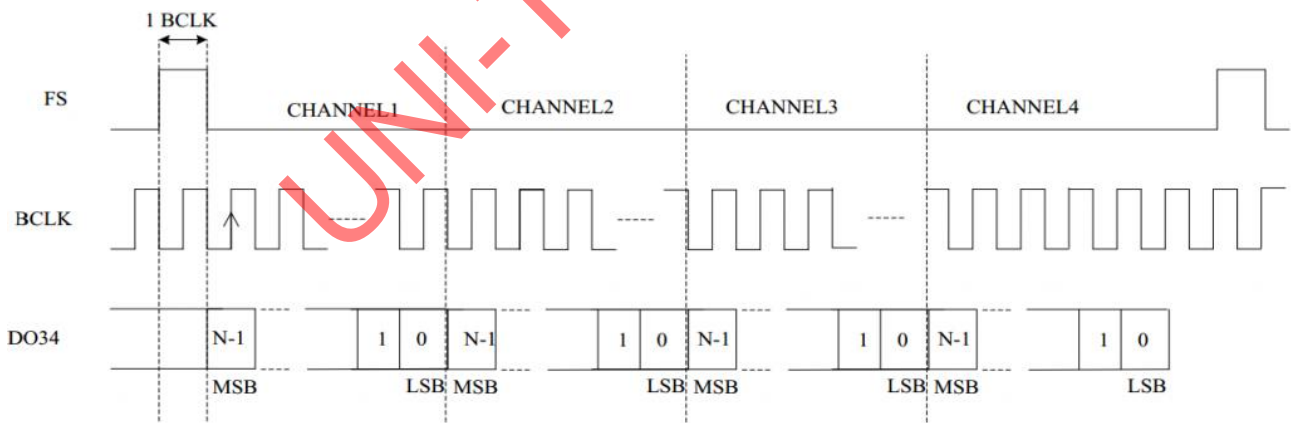 1 BCLK
FS CHANNEL1 CHANNEL2 CHANNEL3 CHANNEL4
BCLK
DO34 N-1 1 0 N-1 1 0 N-1 1 0 N-1 1 0
MSB LSB MSB LSB MSB LSB MSB LSB